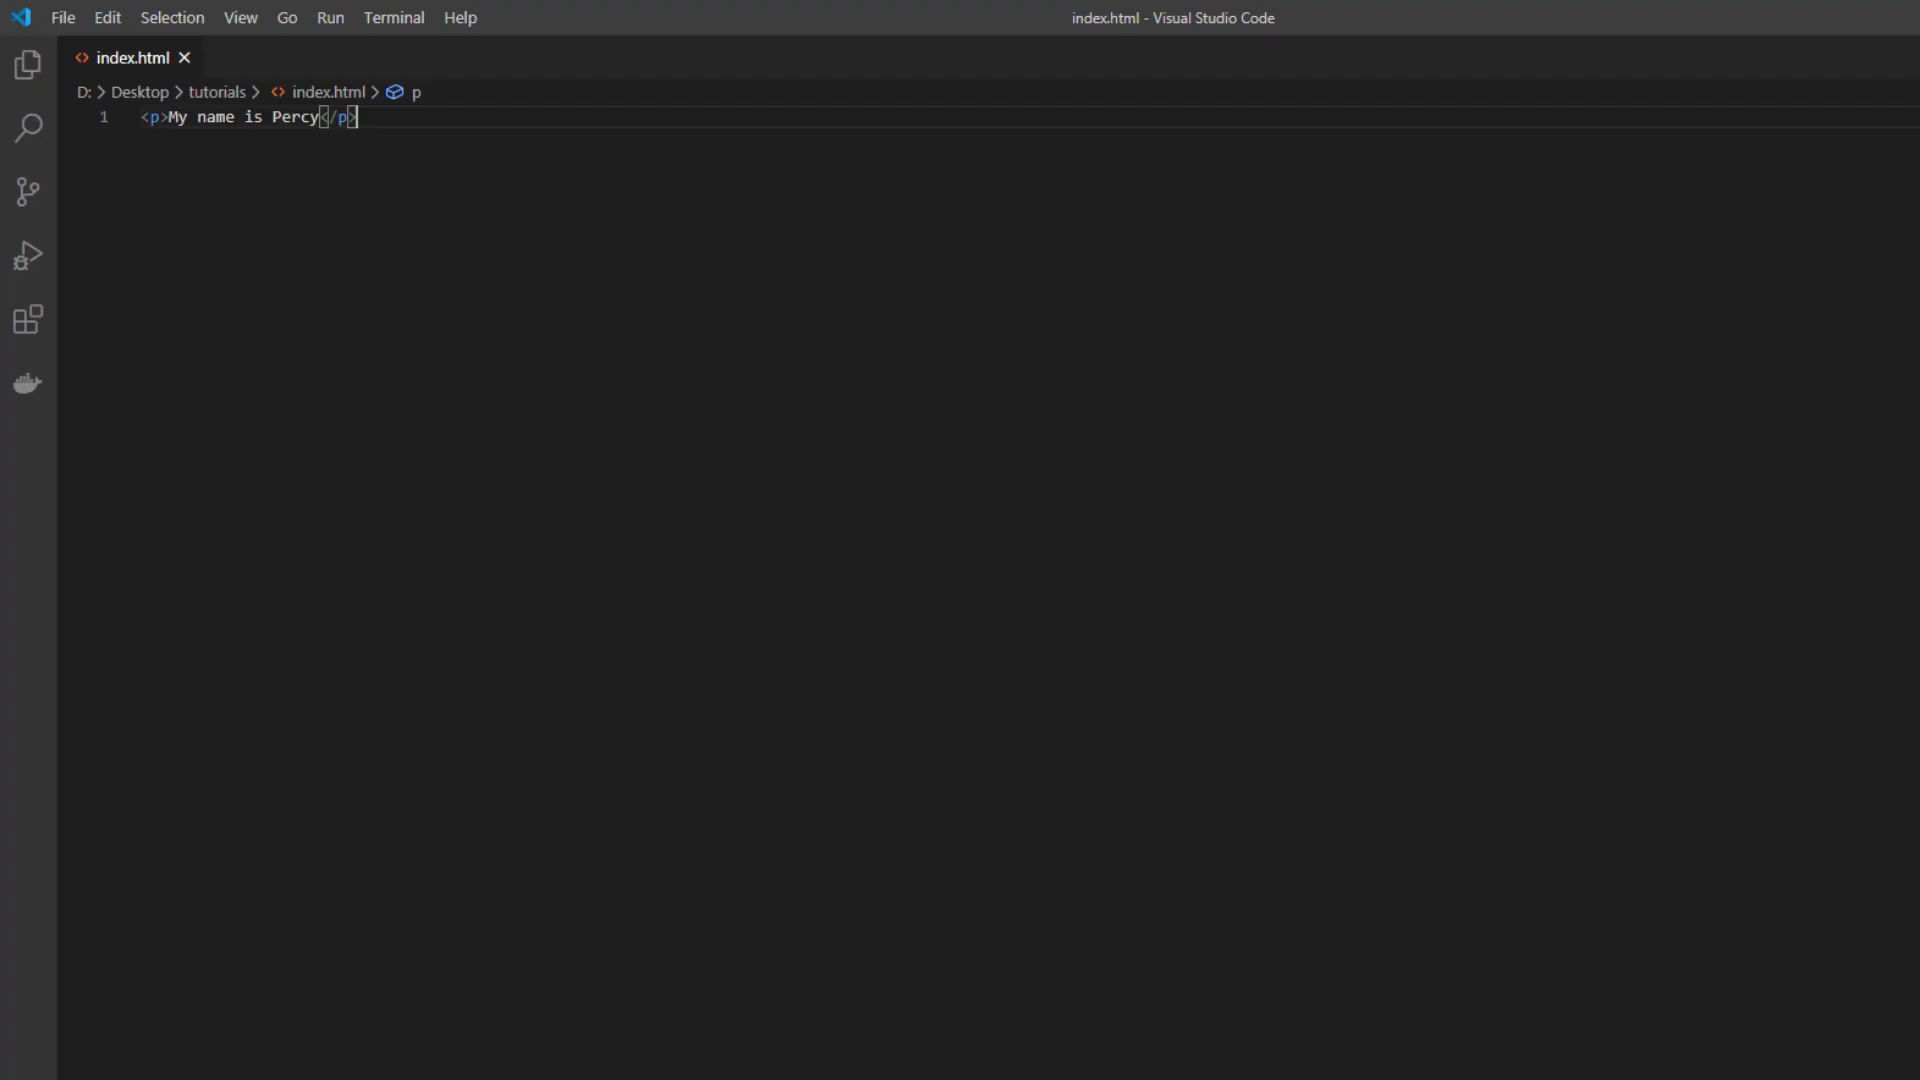 File Edit Selection View Go Run Terminal Help index.html - Visual Studio Code
index.html
D: > Desktop > tutorials > index.html > p
1 <p>My name is Percy</p>